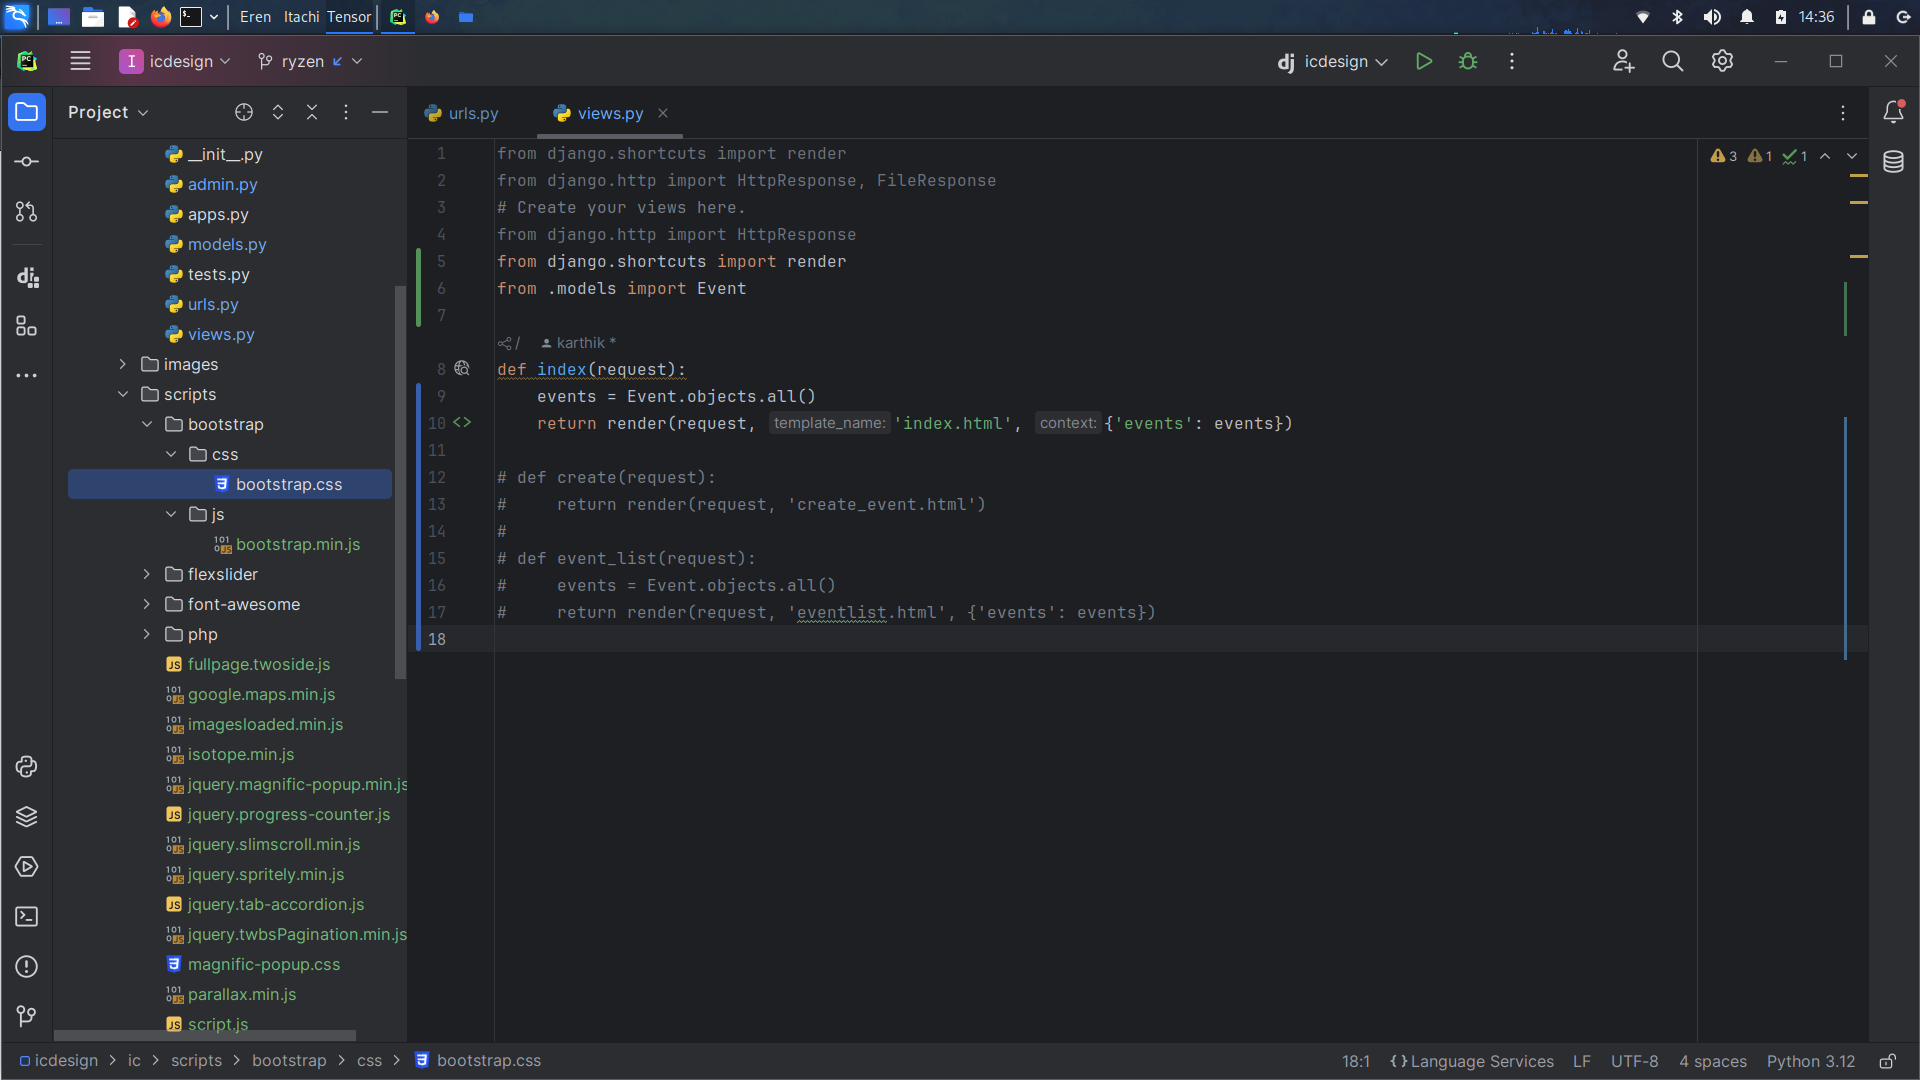 Eren Itachi Tensor 14:36
I icdesign ryzen dj icdesign
Project
urls.py views.py
__init__.py
admin.py
apps.py
models.py
tests.py
urls.py
views.py
images
scripts
bootstrap
css
bootstrap.css
js
bootstrap.min.js
flexslider
font-awesome
php
fullpage.twoside.js
google.maps.min.js
imagesloaded.min.js
isotope.min.js
jquery.magnific-popup.min.js
jquery.progress-counter.js
jquery.slimscroll.min.js
jquery.spritely.min.js
jquery.tab-accordion.js
jquery.twbsPagination.min.js
magnific-popup.css
parallax.min.js
script.js
3 1 1
1 from django.shortcuts import render
2 from django.http import HttpResponse, FileResponse
3 # Create your views here.
4 from django.http import HttpResponse
5 from django.shortcuts import render
6 from .models import Event
7
/ karthik *
8 def index(request):
9 events = Event.objects.all()
10 return render(request, template_name: 'index.html', context: {'events': events})
11
12 # def create(request):
13 #     return render(request, 'create_event.html')
14 #
15 # def event_list(request):
16 #     events = Event.objects.all()
17 #     return render(request, 'eventlist.html', {'events': events})
18
icdesign > ic > scripts > bootstrap > css > bootstrap.css
18:1 {} Language Services LF UTF-8 4 spaces Python 3.12